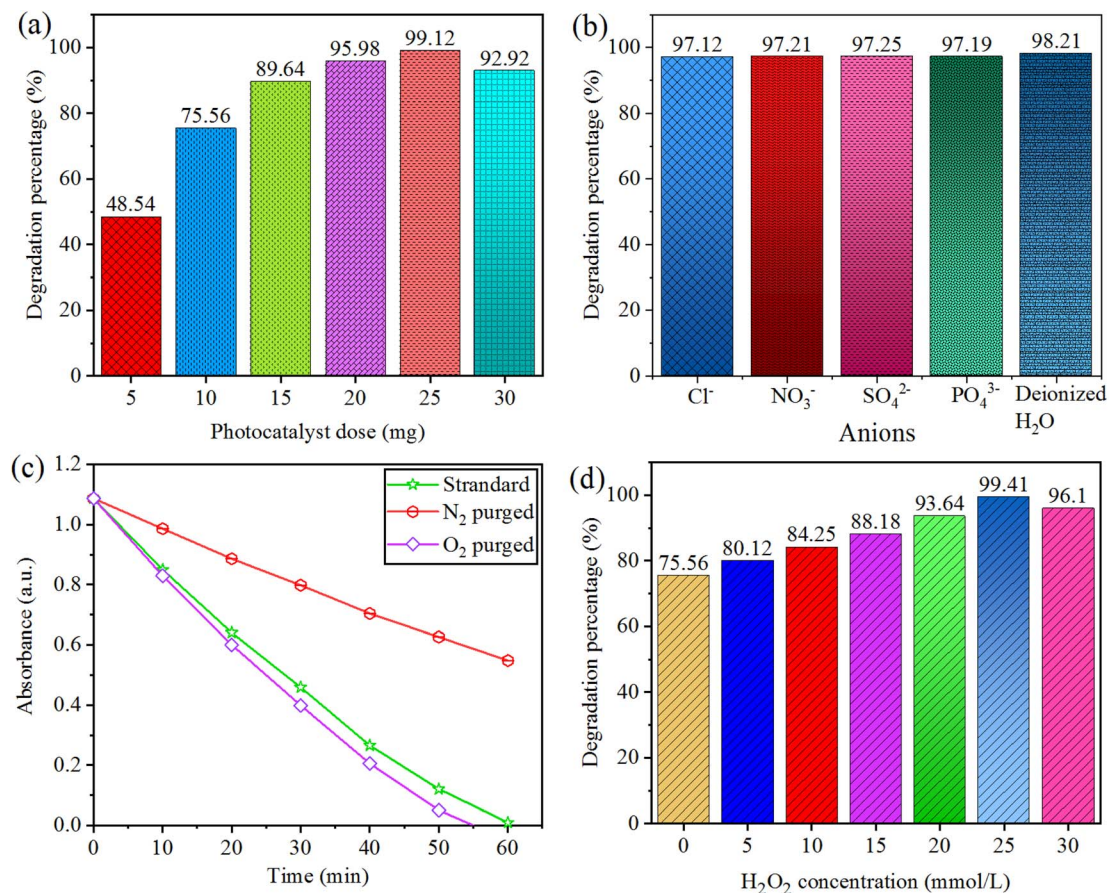 (a)
48.54
75.56
89.64
95.98
99.12
92.92
100
80
60
40
20
0
Degradation percentage (%)
5 10 15 20 25 30
Photocatalyst dose (mg)
(b)
97.12 97.21 97.25 97.19 98.21
100
80
60
40
20
0
Degradation percentage (%)
Cl⁻ NO₃⁻ SO₄²⁻ PO₄³⁻ Deionized
H₂O
Anions
(c)
Strandard
N₂ purged
O₂ purged
1.2
1.0
0.8
0.6
0.4
0.2
0.0
Absorbance (a.u.)
0 10 20 30 40 50 60
Time (min)
(d)
75.56
80.12
84.25
88.18
93.64
99.41
96.1
100
80
60
40
20
0
Degradation percentage (%)
0 5 10 15 20 25 30
H₂O₂ concentration (mmol/L)